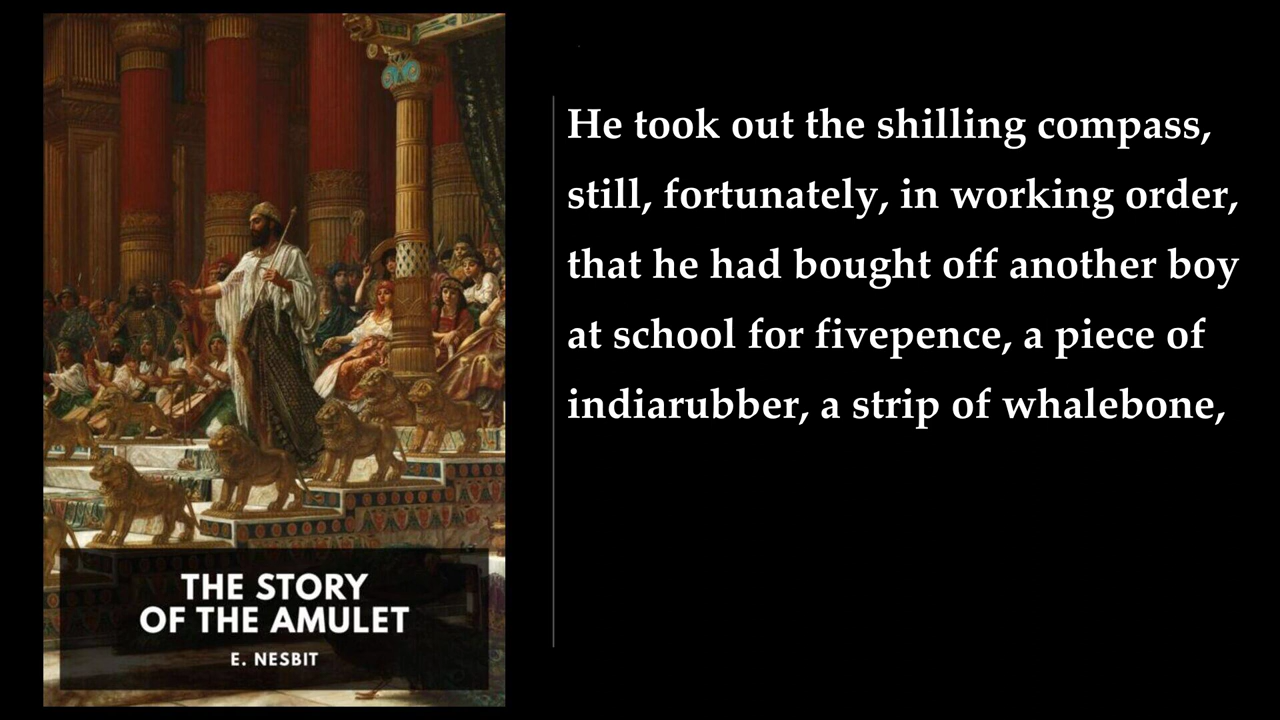 He took out the shilling compass,
still, fortunately, in working order,
that he had bought off another boy
at school for fivepence, a piece of
indiarubber, a strip of whalebone,
THE STORY
OF THE AMULET
E. NESBIT